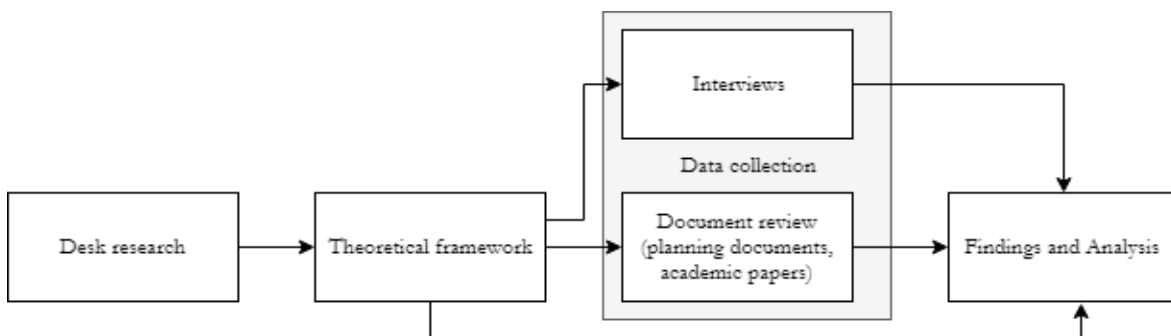 Interviews
Data collection
Desk research
Theoretical framework
Document review
(planning documents,
academic papers)
Findings and Analysis